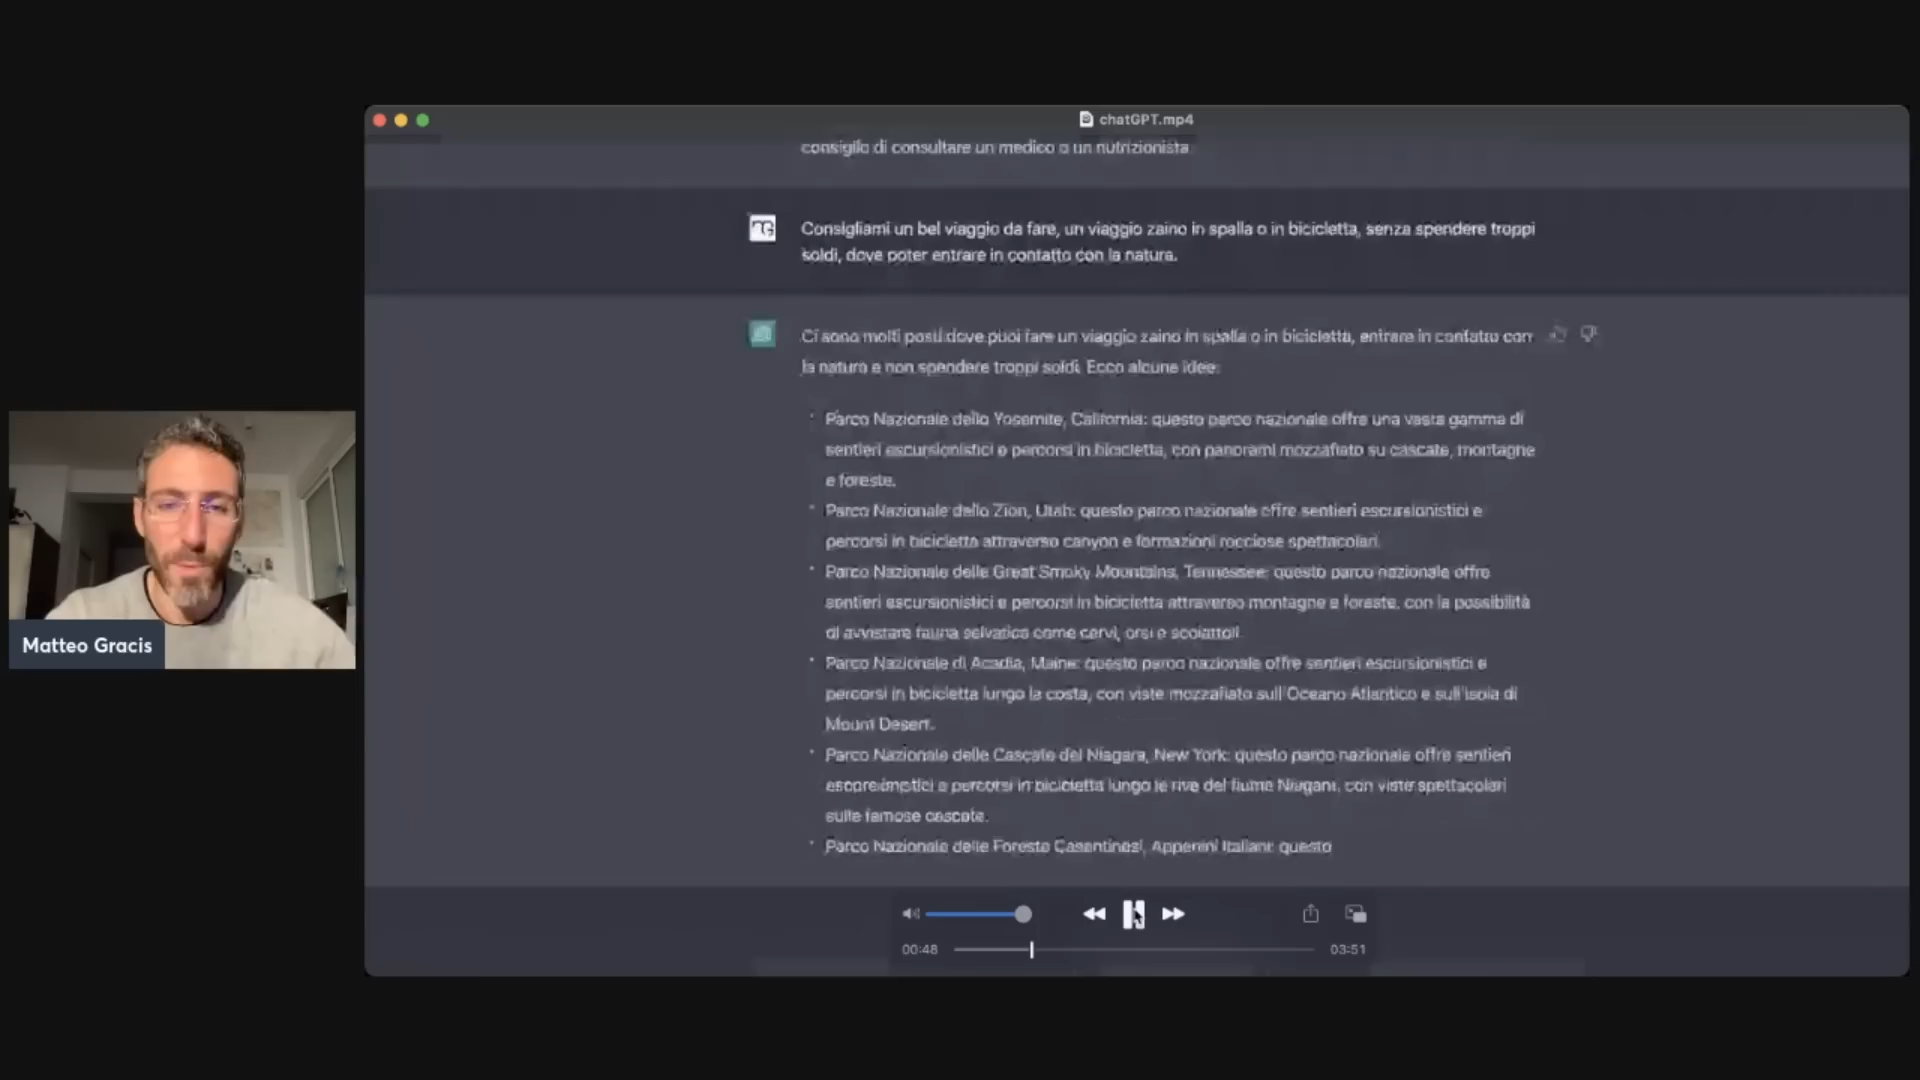 chatGPT.mp4
consiglio di consultare un medico o un nutrizionista
Consigliami un bel viaggio da fare, un viaggio zaino in spalla o in bicicletta, senza spendere troppi
soldi, dove poter entrare in contatto con la natura.
Ci sono molti posti dove puoi fare un viaggio zaino in spalla o in bicicletta, entrare in contatto con
la natura e non spendere troppi soldi. Ecco alcune idee:
Parco Nazionale dello Yosemite, California: questo parco nazionale offre una vasta gamma di
sentieri escursionistici e percorsi in bicicletta, con panorami mozzafiato su cascate, montagne
e foreste.
Parco Nazionale dello Zion, Utah: questo parco nazionale offre sentieri escursionistici e
percorsi in bicicletta attraverso canyon e formazioni rocciose spettacolari.
Parco Nazionale delle Great Smoky Mountains, Tennessee: questo parco nazionale offre
sentieri escursionistici e percorsi in bicicletta attraverso montagne e foreste, con la possibilità
di avvistare fauna selvatica come cervi, orsi e scoiattoli.
Parco Nazionale di Acadia, Maine: questo parco nazionale offre sentieri escursionistici e
percorsi in bicicletta lungo la costa, con viste mozzafiato sull'Oceano Atlantico e sull'isola di
Mount Desert.
Parco Nazionale delle Cascate del Niagara, New York: questo parco nazionale offre sentieri
escursionistici e percorsi in bicicletta lungo le rive del fiume Niagara, con viste spettacolari
sulle famose cascate.
Parco Nazionale delle Foreste Casentinesi, Appenini Italiani: questo
00:48
03:51
Matteo Gracis